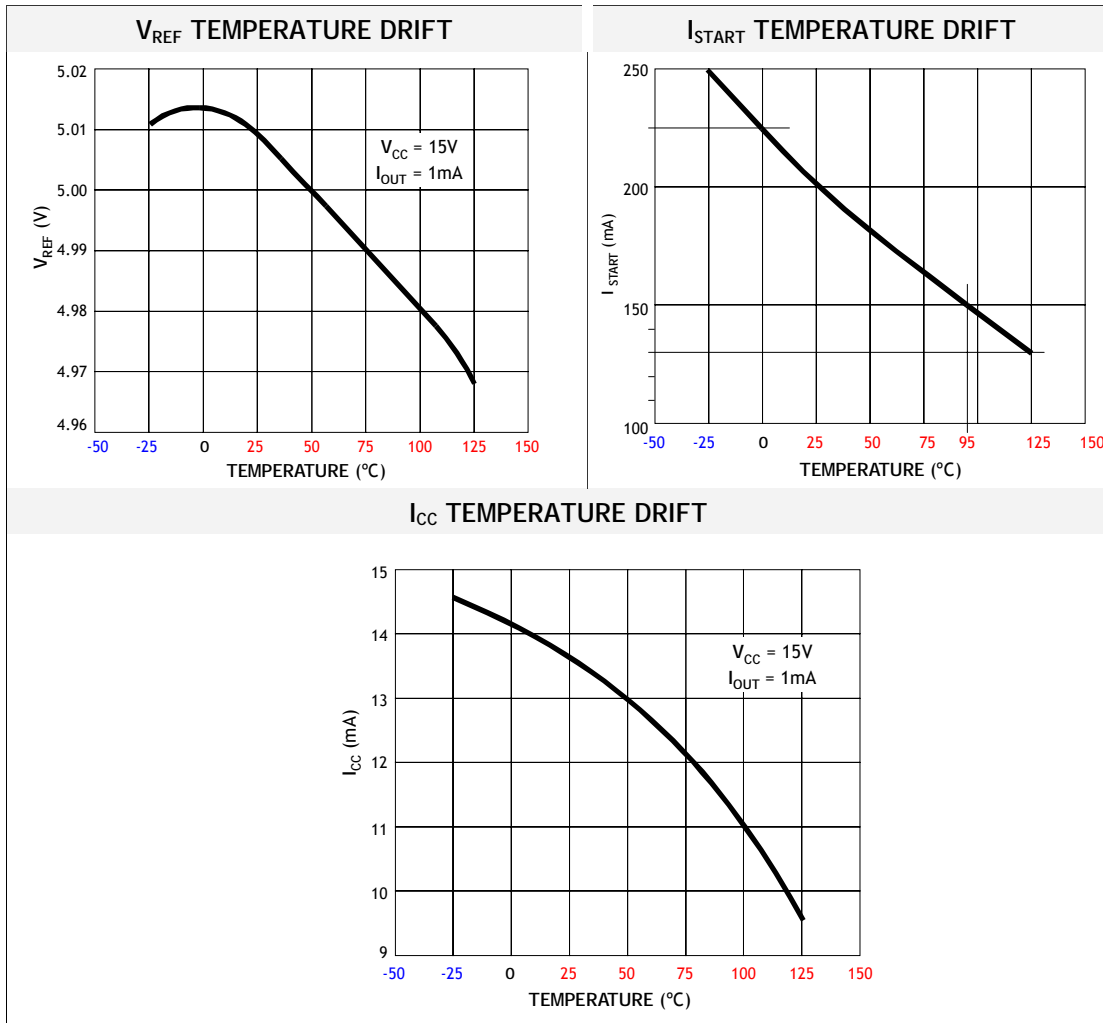 VREF TEMPERATURE DRIFT
5.02
5.01
5.00
4.99
4.98
4.97
4.96
VREF (V)
VCC = 15V
IOUT = 1mA
-50 -25 0 25 50 75 100 125 150
TEMPERATURE (°C)
ISTART TEMPERATURE DRIFT
250
200
150
100
I START (mA)
-50 -25 0 25 50 75 95 125 150
TEMPERATURE (°C)
ICC TEMPERATURE DRIFT
15
14
13
12
11
10
9
ICC (mA)
VCC = 15V
IOUT = 1mA
-50 -25 0 25 50 75 100 125 150
TEMPERATURE (°C)